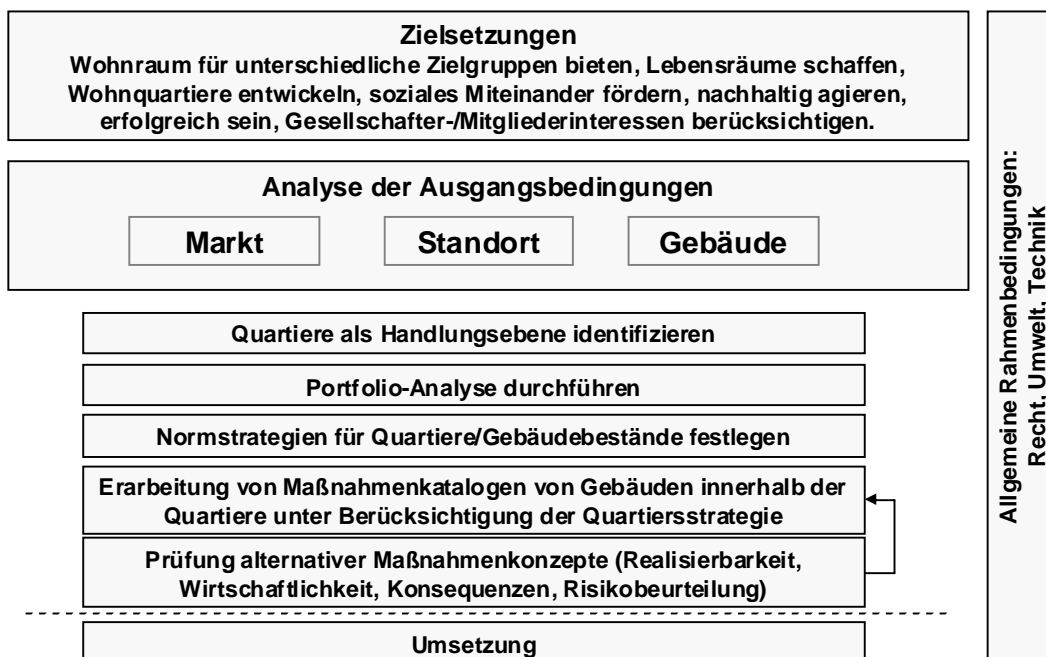 Zielsetzungen
Wohnraum für unterschiedliche Zielgruppen bieten, Lebensräume schaffen,
Wohnquartiere entwickeln, soziales Miteinander fördern, nachhaltig agieren,
erfolgreich sein, Gesellschafter-/Mitgliederinteressen berücksichtigen.
Analyse der Ausgangsbedingungen
Markt
Standort
Gebäude
Quartiere als Handlungsebene identifizieren
Portfolio-Analyse durchführen
Normstrategien für Quartiere/Gebäudebestände festlegen
Erarbeitung von Maßnahmenkatalogen von Gebäuden innerhalb der
Quartiere unter Berücksichtigung der Quartiersstrategie
Prüfung alternativer Maßnahmenkonzepte (Realisierbarkeit,
Wirtschaftlichkeit, Konsequenzen, Risikobeurteilung)
Umsetzung
Allgemeine Rahmenbedingungen:
Recht, Umwelt, Technik